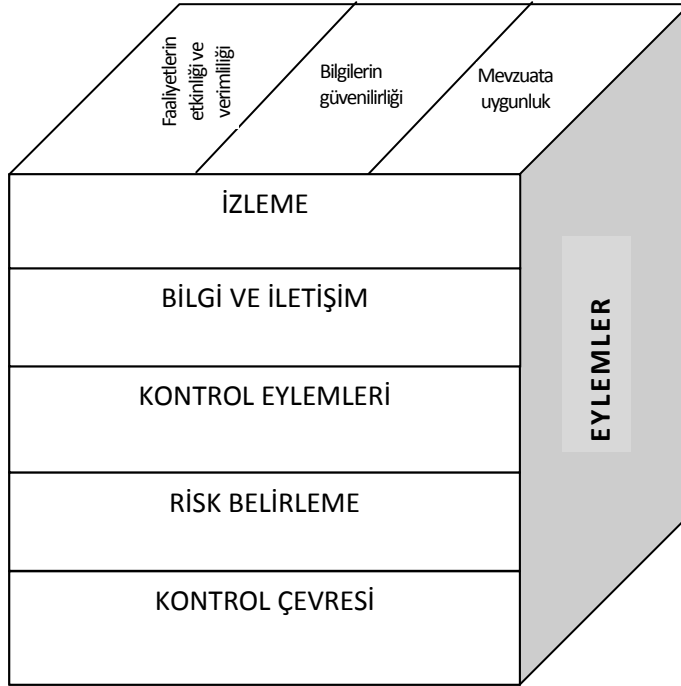 Faaliyetlerin
etkinliği ve
verimliliği
Bilgilerin
güvenilirliği
Mevzuata
uygunluk
İZLEME
BİLGİ VE İLETİŞİM
KONTROL EYLEMLERİ
RİSK BELİRLEME
KONTROL ÇEVRESİ
EYLEMLER